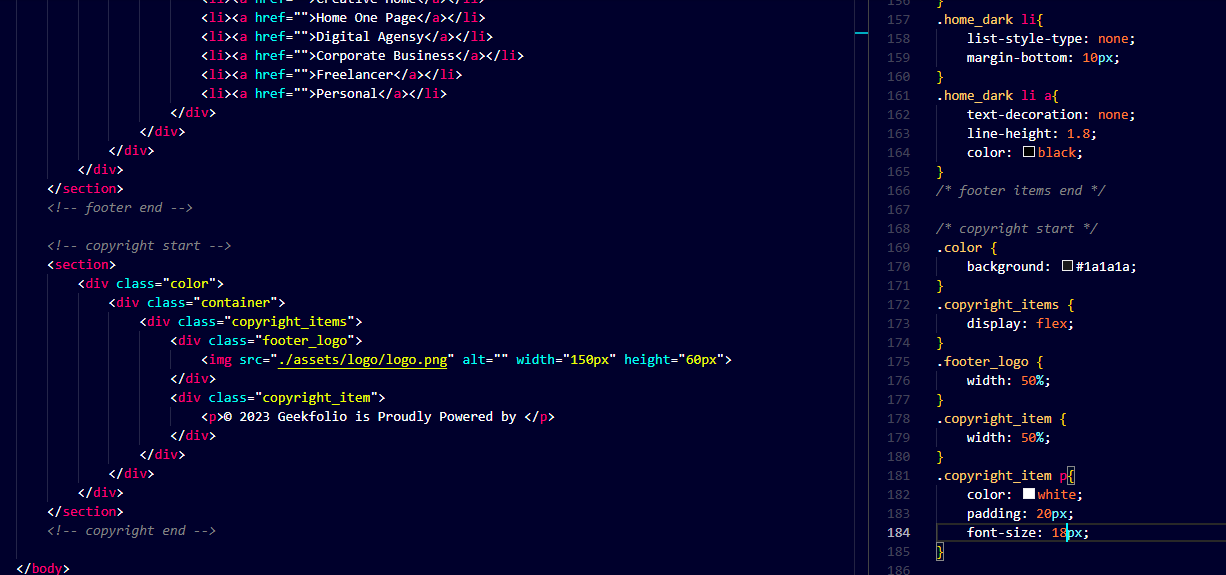 <li><a href="">Creative Home</a></li>
<li><a href="">Home One Page</a></li>
<li><a href="">Digital Agensy</a></li>
<li><a href="">Corporate Business</a></li>
<li><a href="">Freelancer</a></li>
<li><a href="">Personal</a></li>
</div>
</div>
</div>
</div>
</section>
<!-- footer end -->
<!-- copyright start -->
<section>
<div class="color">
<div class="container">
<div class="copyright_items">
<div class="footer_logo">
<img src="./assets/logo/logo.png" alt="" width="150px" height="60px">
</div>
<div class="copyright_item">
<p>© 2023 Geekfolio is Proudly Powered by </p>
</div>
</div>
</div>
</div>
</section>
<!-- copyright end -->
</body>
156 }
157 .home_dark li{
158 list-style-type: none;
159 margin-bottom: 10px;
160 }
161 .home_dark li a{
162 text-decoration: none;
163 line-height: 1.8;
164 color: black;
165 }
166 /* footer items end */
167
168 /* copyright start */
169 .color {
170 background: #1a1a1a;
171 }
172 .copyright_items {
173 display: flex;
174 }
175 .footer_logo {
176 width: 50%;
177 }
178 .copyright_item {
179 width: 50%;
180 }
181 .copyright_item p{
182 color: white;
183 padding: 20px;
184 font-size: 18px;
185 }
186